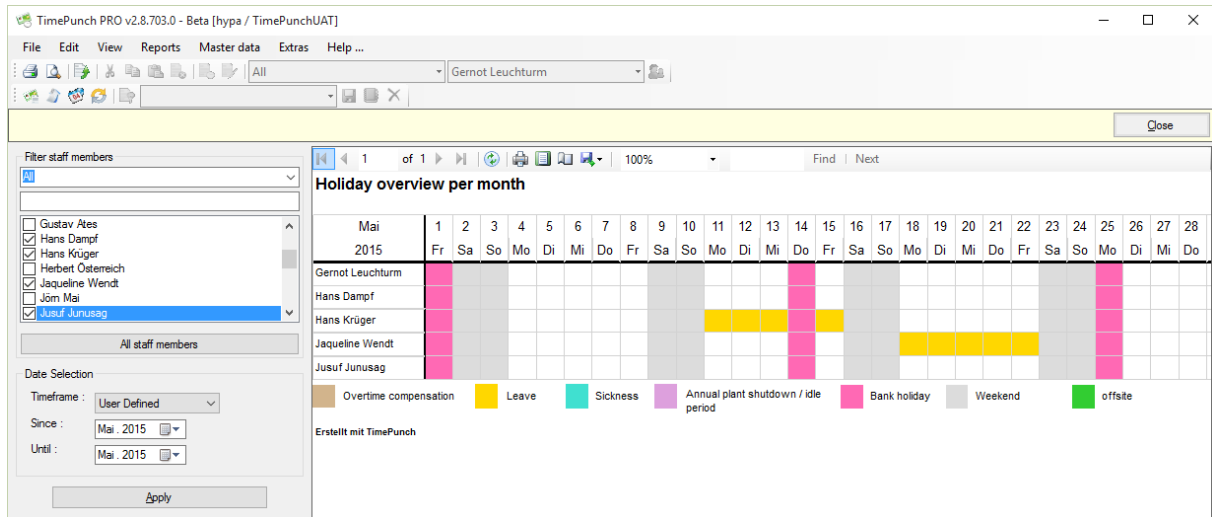 TimePunch PRO v2.8.703.0 - Beta [hypa / TimePunchUAT]
File Edit View Reports Master data Extras Help ...
All Gernot Leuchturm
Close
Filter staff members
All
Gustav Ates
Hans Dampf
Hans Krüger
Herbert Österreich
Jaqueline Wendt
Jörn Mai
Jusuf Junusag
All staff members
Date Selection
Timeframe : User Defined
Since : Mai . 2015
Until : Mai . 2015
Apply
1 of 1 100% Find | Next
Holiday overview per month
Mai 1 2 3 4 5 6 7 8 9 10 11 12 13 14 15 16 17 18 19 20 21 22 23 24 25 26 27 28
2015 Fr Sa So Mo Di Mi Do Fr Sa So Mo Di Mi Do Fr Sa So Mo Di Mi Do Fr Sa So Mo Di Mi Do
Gernot Leuchturm
Hans Dampf
Hans Krüger
Jaqueline Wendt
Jusuf Junusag
Overtime compensation Leave Sickness Annual plant shutdown / idle Bank holiday Weekend offsite
period
Erstellt mit TimePunch